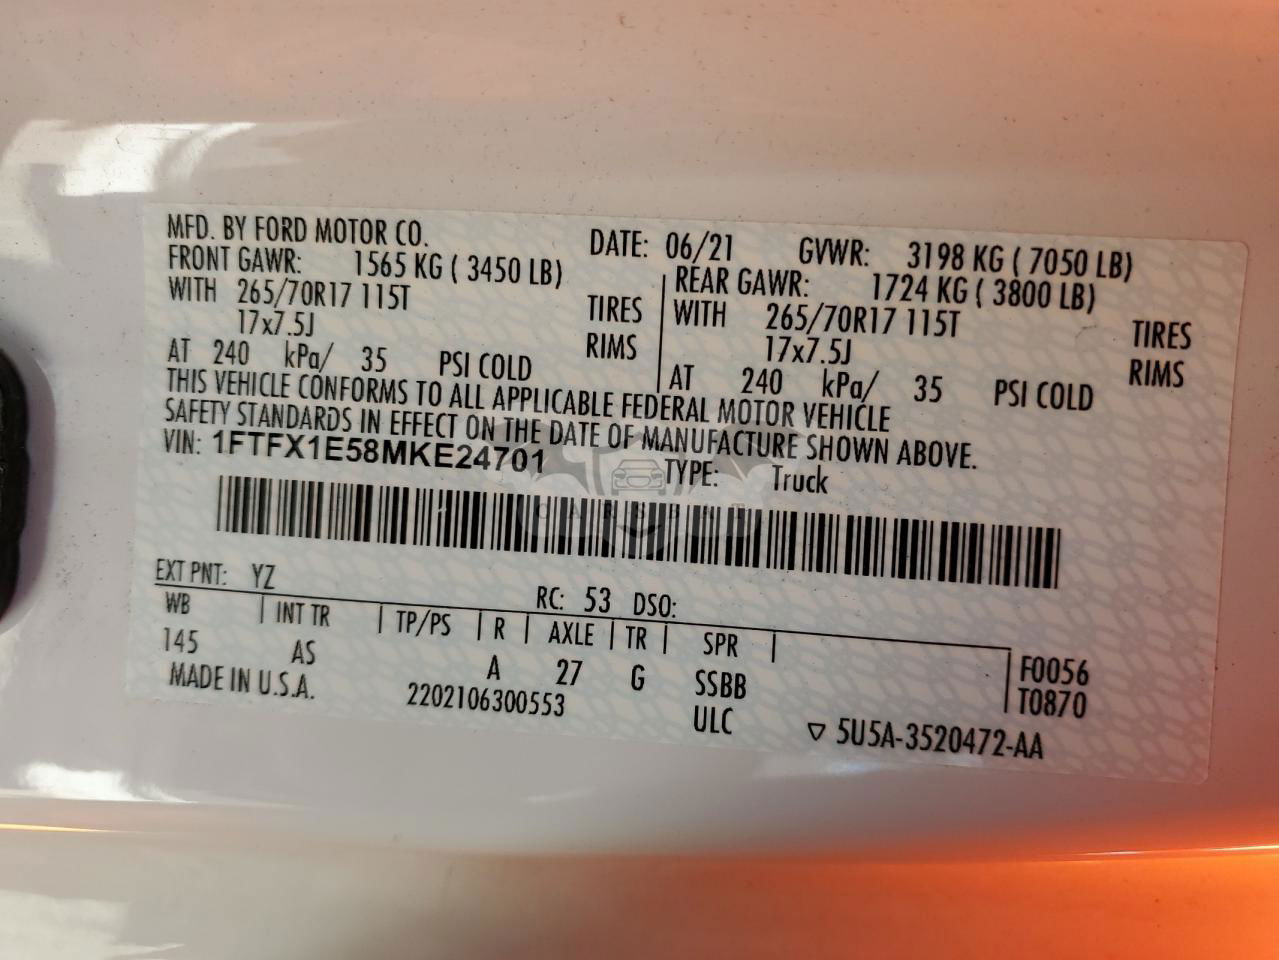 MFD. BY FORD MOTOR CO. DATE: 06/21 GVWR: 3198 KG ( 7050 LB)
FRONT GAWR: 1565 KG ( 3450 LB) REAR GAWR: 1724 KG ( 3800 LB)
WITH 265/70R17 115T TIRES WITH 265/70R17 115T TIRES
17x7.5J RIMS 17x7.5J RIMS
AT 240 kPa/ 35 PSI COLD AT 240 kPa/ 35 PSI COLD
THIS VEHICLE CONFORMS TO ALL APPLICABLE FEDERAL MOTOR VEHICLE
SAFETY STANDARDS IN EFFECT ON THE DATE OF MANUFACTURE SHOWN ABOVE.
VIN: 1FTFX1E58MKE24701 TYPE: Truck
CARSBAT
EXT PNT: YZ RC: 53 DSO:
WB INT TR TP/PS R AXLE TR SPR
145 AS A 27 G SSBB F0056
MADE IN U.S.A. 2202106300553 ULC T0870
5U5A-3520472-AA